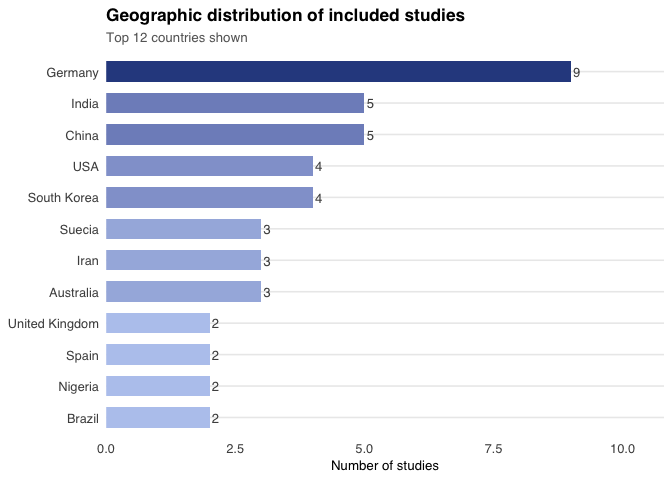 Geographic distribution of included studies
Top 12 countries shown
Germany 9
India 5
China 5
USA 4
South Korea 4
Suecia 3
Iran 3
Australia 3
United Kingdom 2
Spain 2
Nigeria 2
Brazil 2
0.0 2.5 5.0 7.5 10.0
Number of studies